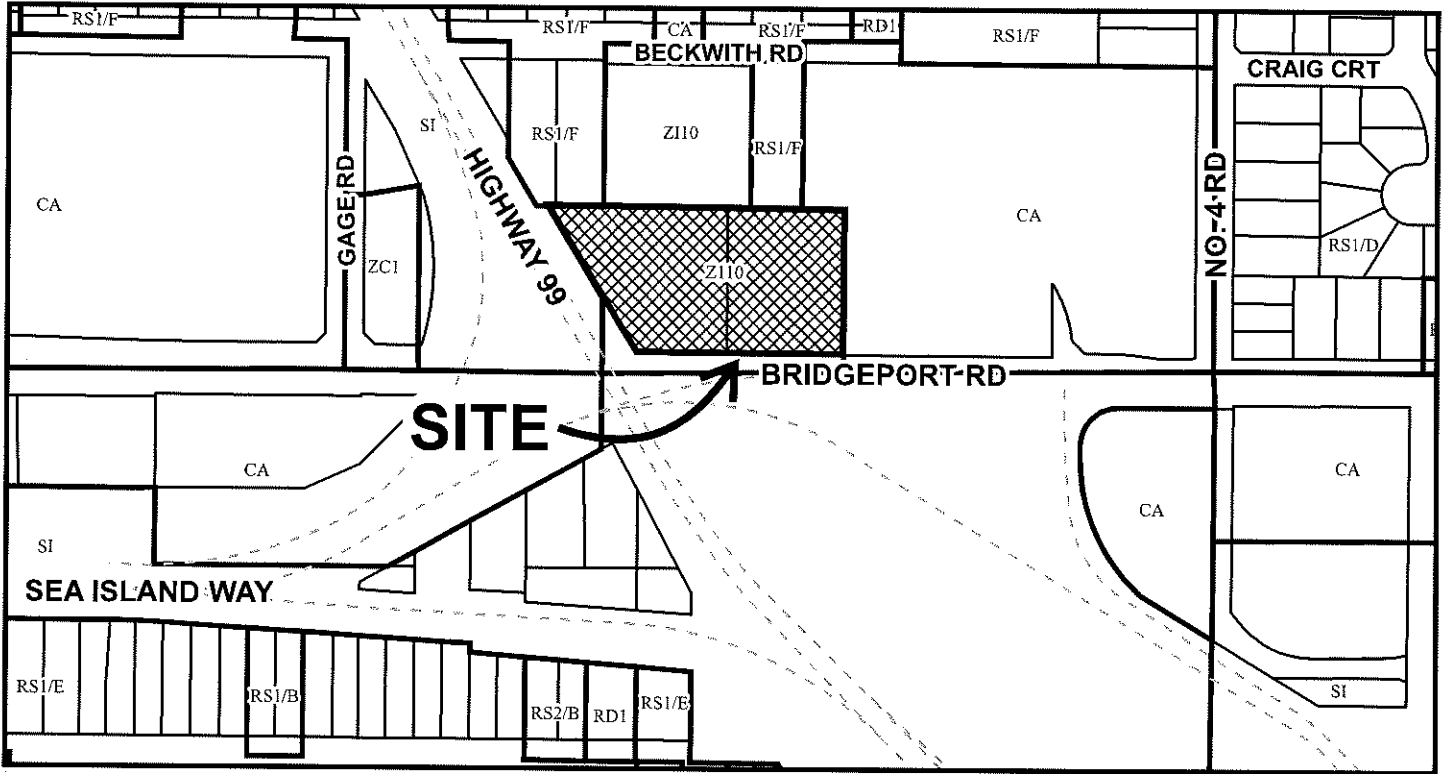 RS1/F
RS1/F
CA
RS1/F
RD1
RS1/F
BECKWITH RD
CRAIG CRT
SI
RS1/F
ZI10
RS1/F
HIGHWAY 99
GAGE RD
NO. 4 RD
CA
CA
RS1/D
ZC1
ZI10
BRIDGEPORT RD
SITE
CA
CA
CA
SI
SEA ISLAND WAY
RS1/E
RS1/B
RS2/B
RD1
RS1/E
SI